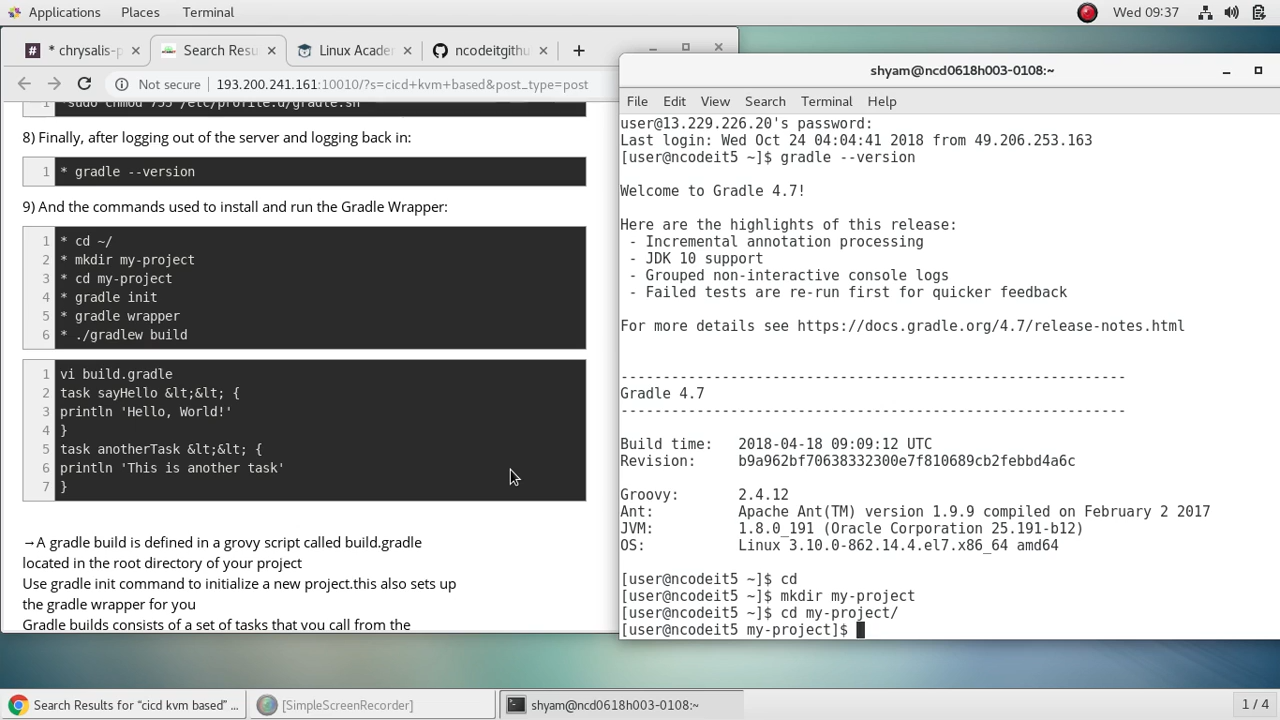 Applications Places Terminal Wed 09:37
* chrysalis-p
Search Resu
Linux Acade
ncodeitgithu
Not secure 193.200.241.161:10010/?s=cicd+kvm+based&post_type=post
1 *sudo chmod 755 /etc/profile.d/gradle.sh
8) Finally, after logging out of the server and logging back in:
1 * gradle --version
9) And the commands used to install and run the Gradle Wrapper:
1 * cd ~/
2 * mkdir my-project
3 * cd my-project
4 * gradle init
5 * gradle wrapper
6 * ./gradlew build
1 vi build.gradle
2 task sayHello &lt;&lt; {
3 println 'Hello, World!'
4 }
5 task anotherTask &lt;&lt; {
6 println 'This is another task'
7 }
→A gradle build is defined in a grovy script called build.gradle
located in the root directory of your project
Use gradle init command to initialize a new project.this also sets up
the gradle wrapper for you
Gradle builds consists of a set of tasks that you call from the
shyam@ncd0618h003-0108:~
File Edit View Search Terminal Help
user@13.229.226.20's password:
Last login: Wed Oct 24 04:04:41 2018 from 49.206.253.163
[user@ncodeit5 ~]$ gradle --version
Welcome to Gradle 4.7!
Here are the highlights of this release:
- Incremental annotation processing
- JDK 10 support
- Grouped non-interactive console logs
- Failed tests are re-run first for quicker feedback
For more details see https://docs.gradle.org/4.7/release-notes.html
------------------------------------------------------------
Gradle 4.7
------------------------------------------------------------
Build time: 2018-04-18 09:09:12 UTC
Revision: b9a962bf70638332300e7f810689cb2febbd4a6c
Groovy: 2.4.12
Ant: Apache Ant(TM) version 1.9.9 compiled on February 2 2017
JVM: 1.8.0_191 (Oracle Corporation 25.191-b12)
OS: Linux 3.10.0-862.14.4.el7.x86_64 amd64
[user@ncodeit5 ~]$ cd
[user@ncodeit5 ~]$ mkdir my-project
[user@ncodeit5 ~]$ cd my-project/
[user@ncodeit5 my-project]$
Search Results for “cicd kvm based” ...
[SimpleScreenRecorder]
shyam@ncd0618h003-0108:~
1 / 4